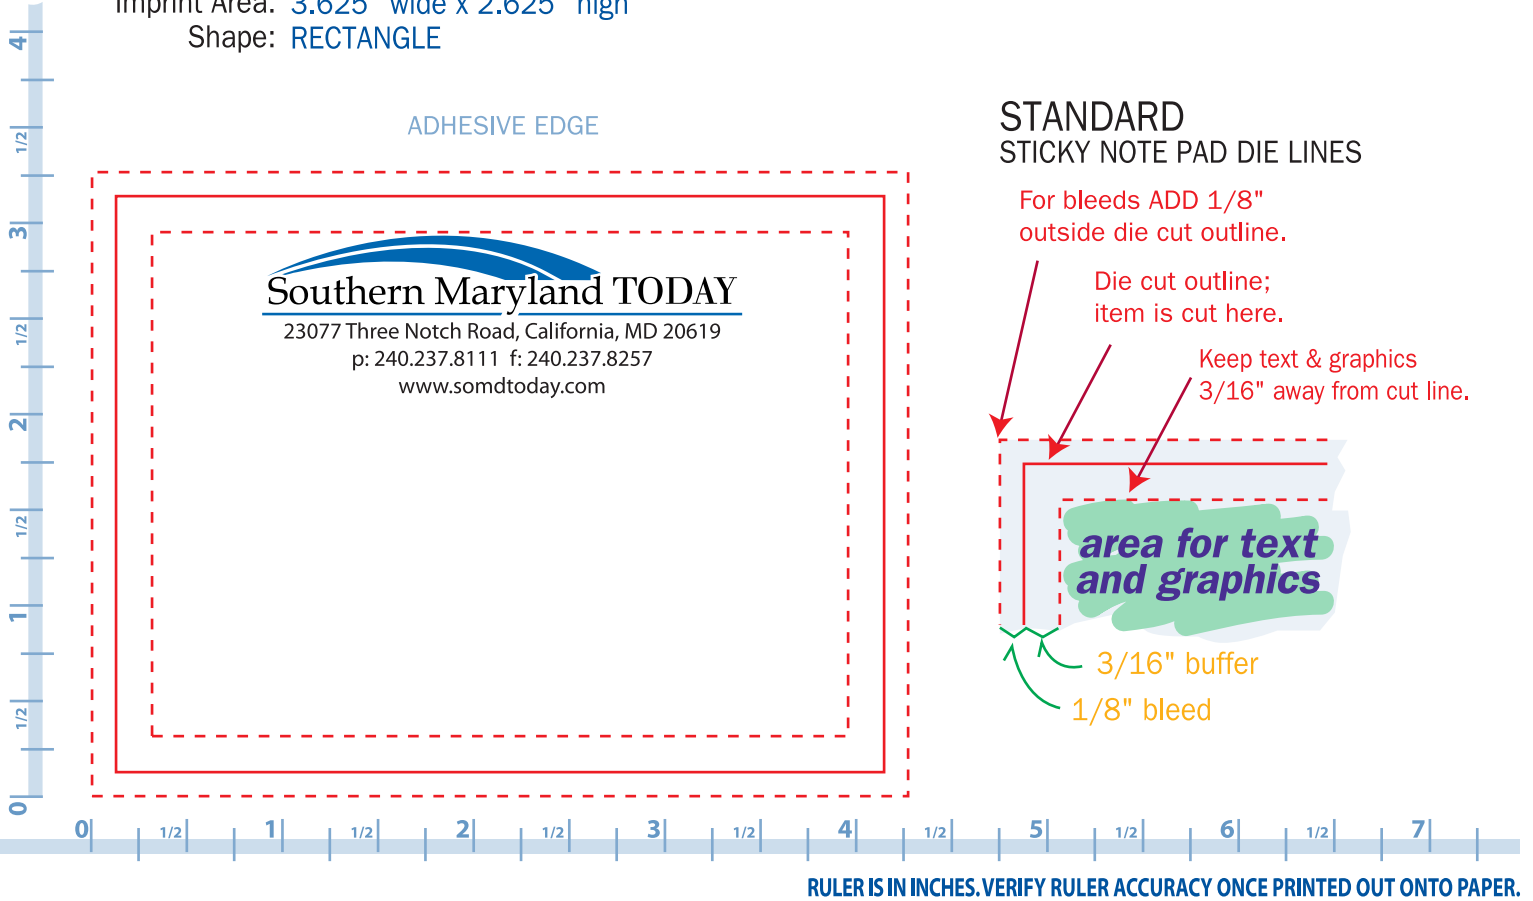 Imprint Area: 3.625" wide x 2.625" high
Shape: RECTANGLE
ADHESIVE EDGE
Southern Maryland TODAY
23077 Three Notch Road, California, MD 20619
p: 240.237.8111 f: 240.237.8257
www.somdtoday.com
STANDARD
STICKY NOTE PAD DIE LINES
For bleeds ADD 1/8"
outside die cut outline.
Die cut outline;
item is cut here.
Keep text & graphics
3/16" away from cut line.
area for text
and graphics
3/16" buffer
1/8" bleed
4
1/2
3
1/2
2
1/2
1
1/2
0
0 1/2 1 1/2 2 1/2 3 1/2 4 1/2 5 1/2 6 1/2 7
RULER IS IN INCHES. VERIFY RULER ACCURACY ONCE PRINTED OUT ONTO PAPER.